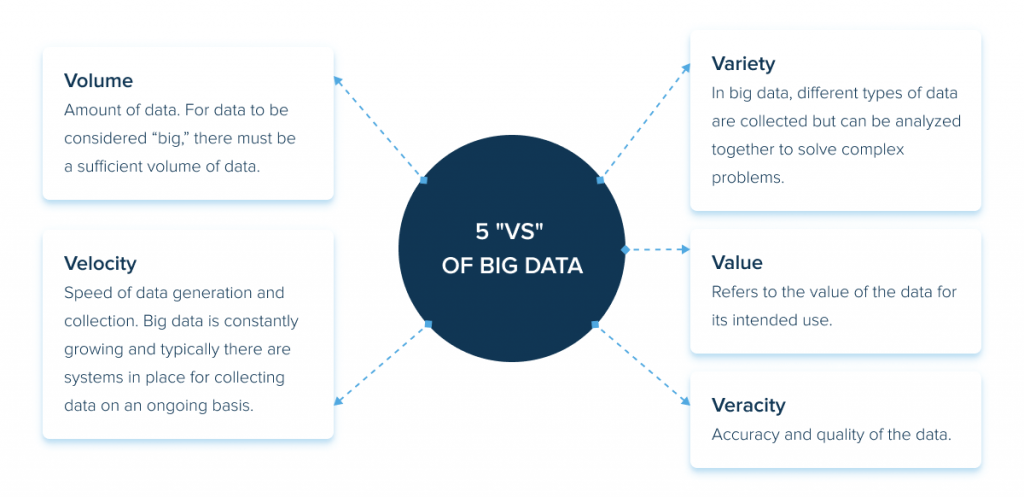 Volume
Amount of data. For data to be
considered “big,” there must be
a sufficient volume of data.
Velocity
Speed of data generation and
collection. Big data is constantly
growing and typically there are
systems in place for collecting
data on an ongoing basis.
5 "VS"
OF BIG DATA
Variety
In big data, different types of data
are collected but can be analyzed
together to solve complex
problems.
Value
Refers to the value of the data for
its intended use.
Veracity
Accuracy and quality of the data.